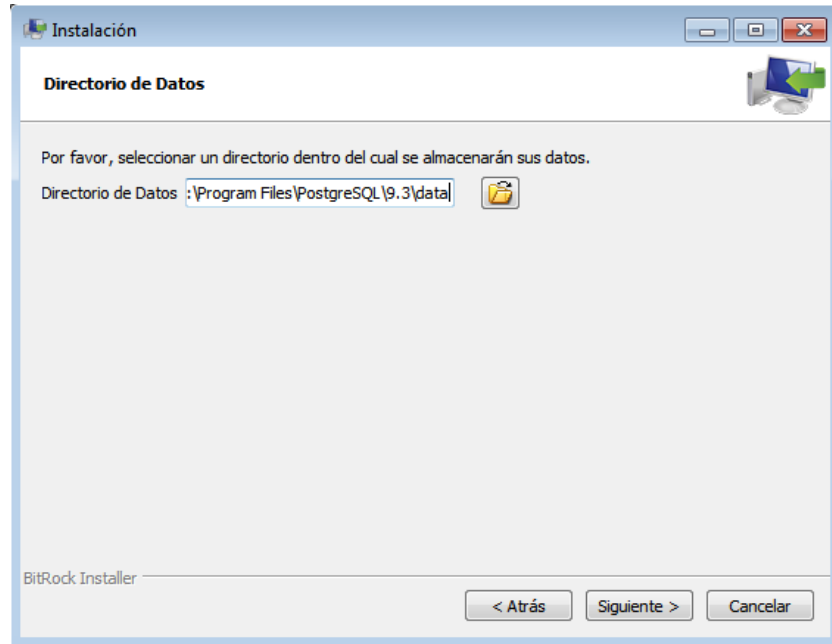 Instalación
Directorio de Datos
Por favor, seleccionar un directorio dentro del cual se almacenarán sus datos.
Directorio de Datos :\Program Files\PostgreSQL\9.3\data
BitRock Installer
< Atrás Siguiente > Cancelar